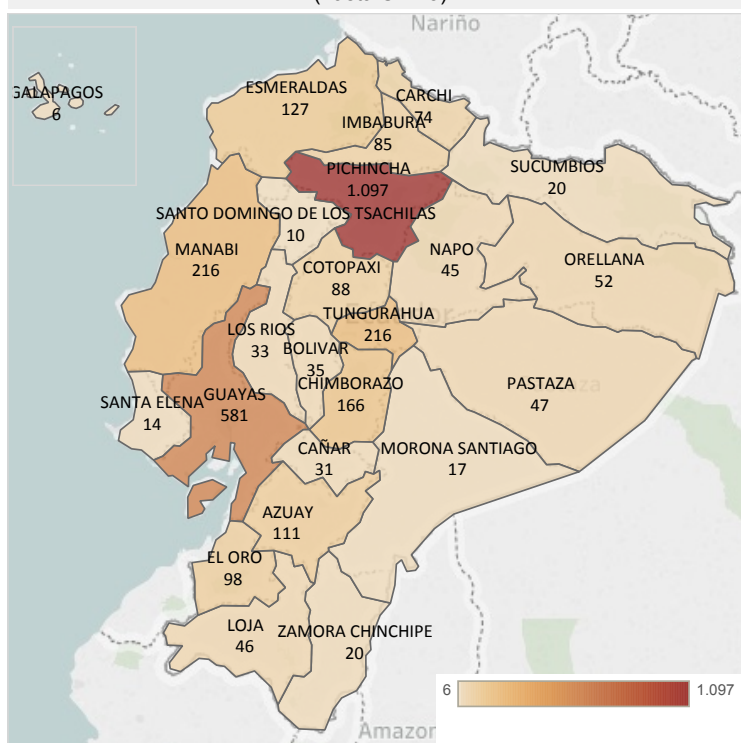 Nariño
GALAPAGOS
6
ESMERALDAS
127
CARCHI
74
IMBABURA
85
PICHINCHA
1.097
SUCUMBIOS
20
SANTO DOMINGO DE LOS TSACHILAS
10
MANABI
216
NAPO
45
ORELLANA
52
COTOPAXI
88
TUNGURAHUA
216
LOS RIOS
33
BOLIVAR
35
CHIMBORAZO
166
PASTAZA
47
SANTA ELENA
14
GUAYAS
581
CAÑAR
31
MORONA SANTIAGO
17
AZUAY
111
EL ORO
98
LOJA
46
ZAMORA CHINCHIPE
20
6
1.097
Amazon